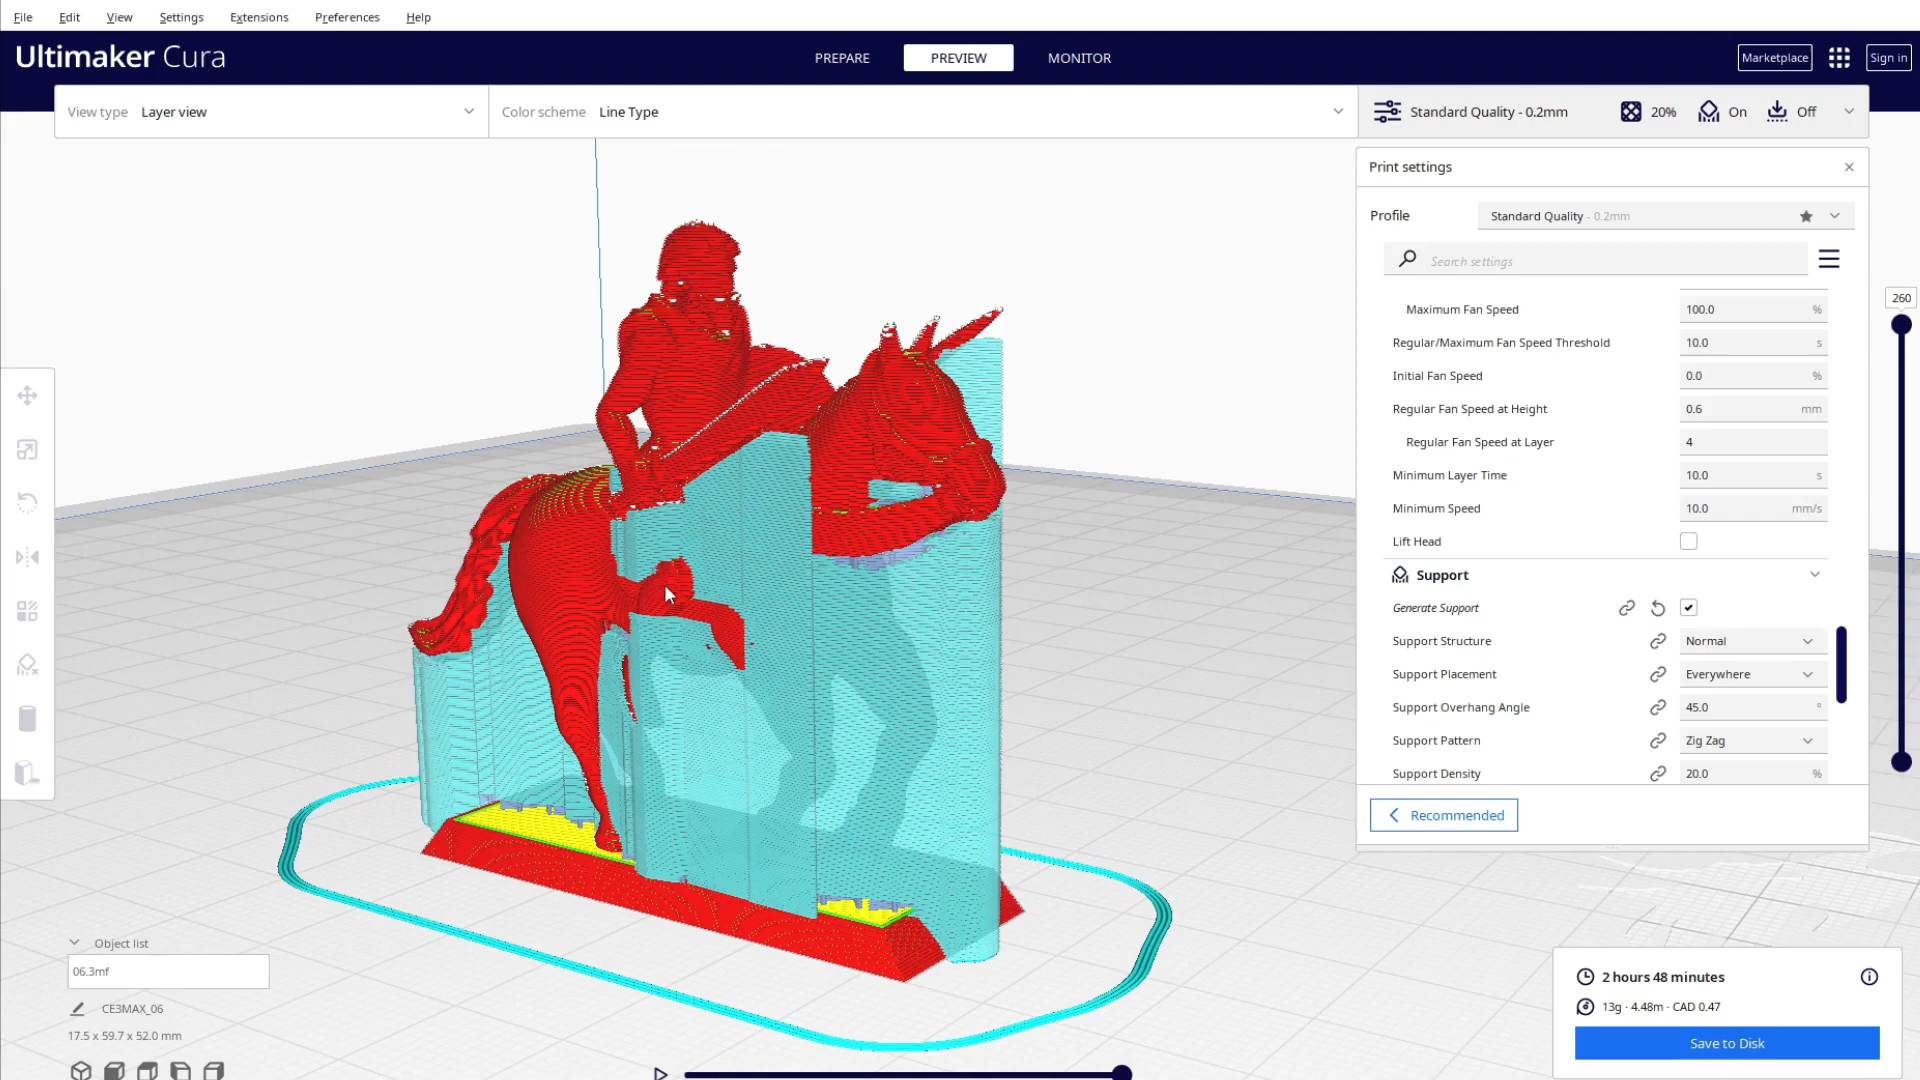 File Edit View Settings Extensions Preferences Help
Ultimaker Cura
PREPARE PREVIEW MONITOR
Marketplace Sign in
View type Layer view
Color scheme Line Type
Standard Quality - 0.2mm 20% On Off
Print settings
Profile Standard Quality - 0.2mm
Search settings
Maximum Fan Speed 100.0 %
Regular/Maximum Fan Speed Threshold 10.0 s
Initial Fan Speed 0.0 %
Regular Fan Speed at Height 0.6 mm
Regular Fan Speed at Layer 4
Minimum Layer Time 10.0 s
Minimum Speed 10.0 mm/s
Lift Head
Support
Generate Support
Support Structure Normal
Support Placement Everywhere
Support Overhang Angle 45.0 °
Support Pattern Zig Zag
Support Density 20.0 %
Recommended
260
Object list
06.3mf
CE3MAX_06
17.5 x 59.7 x 52.0 mm
2 hours 48 minutes
13g · 4.48m · CAD 0.47
Save to Disk